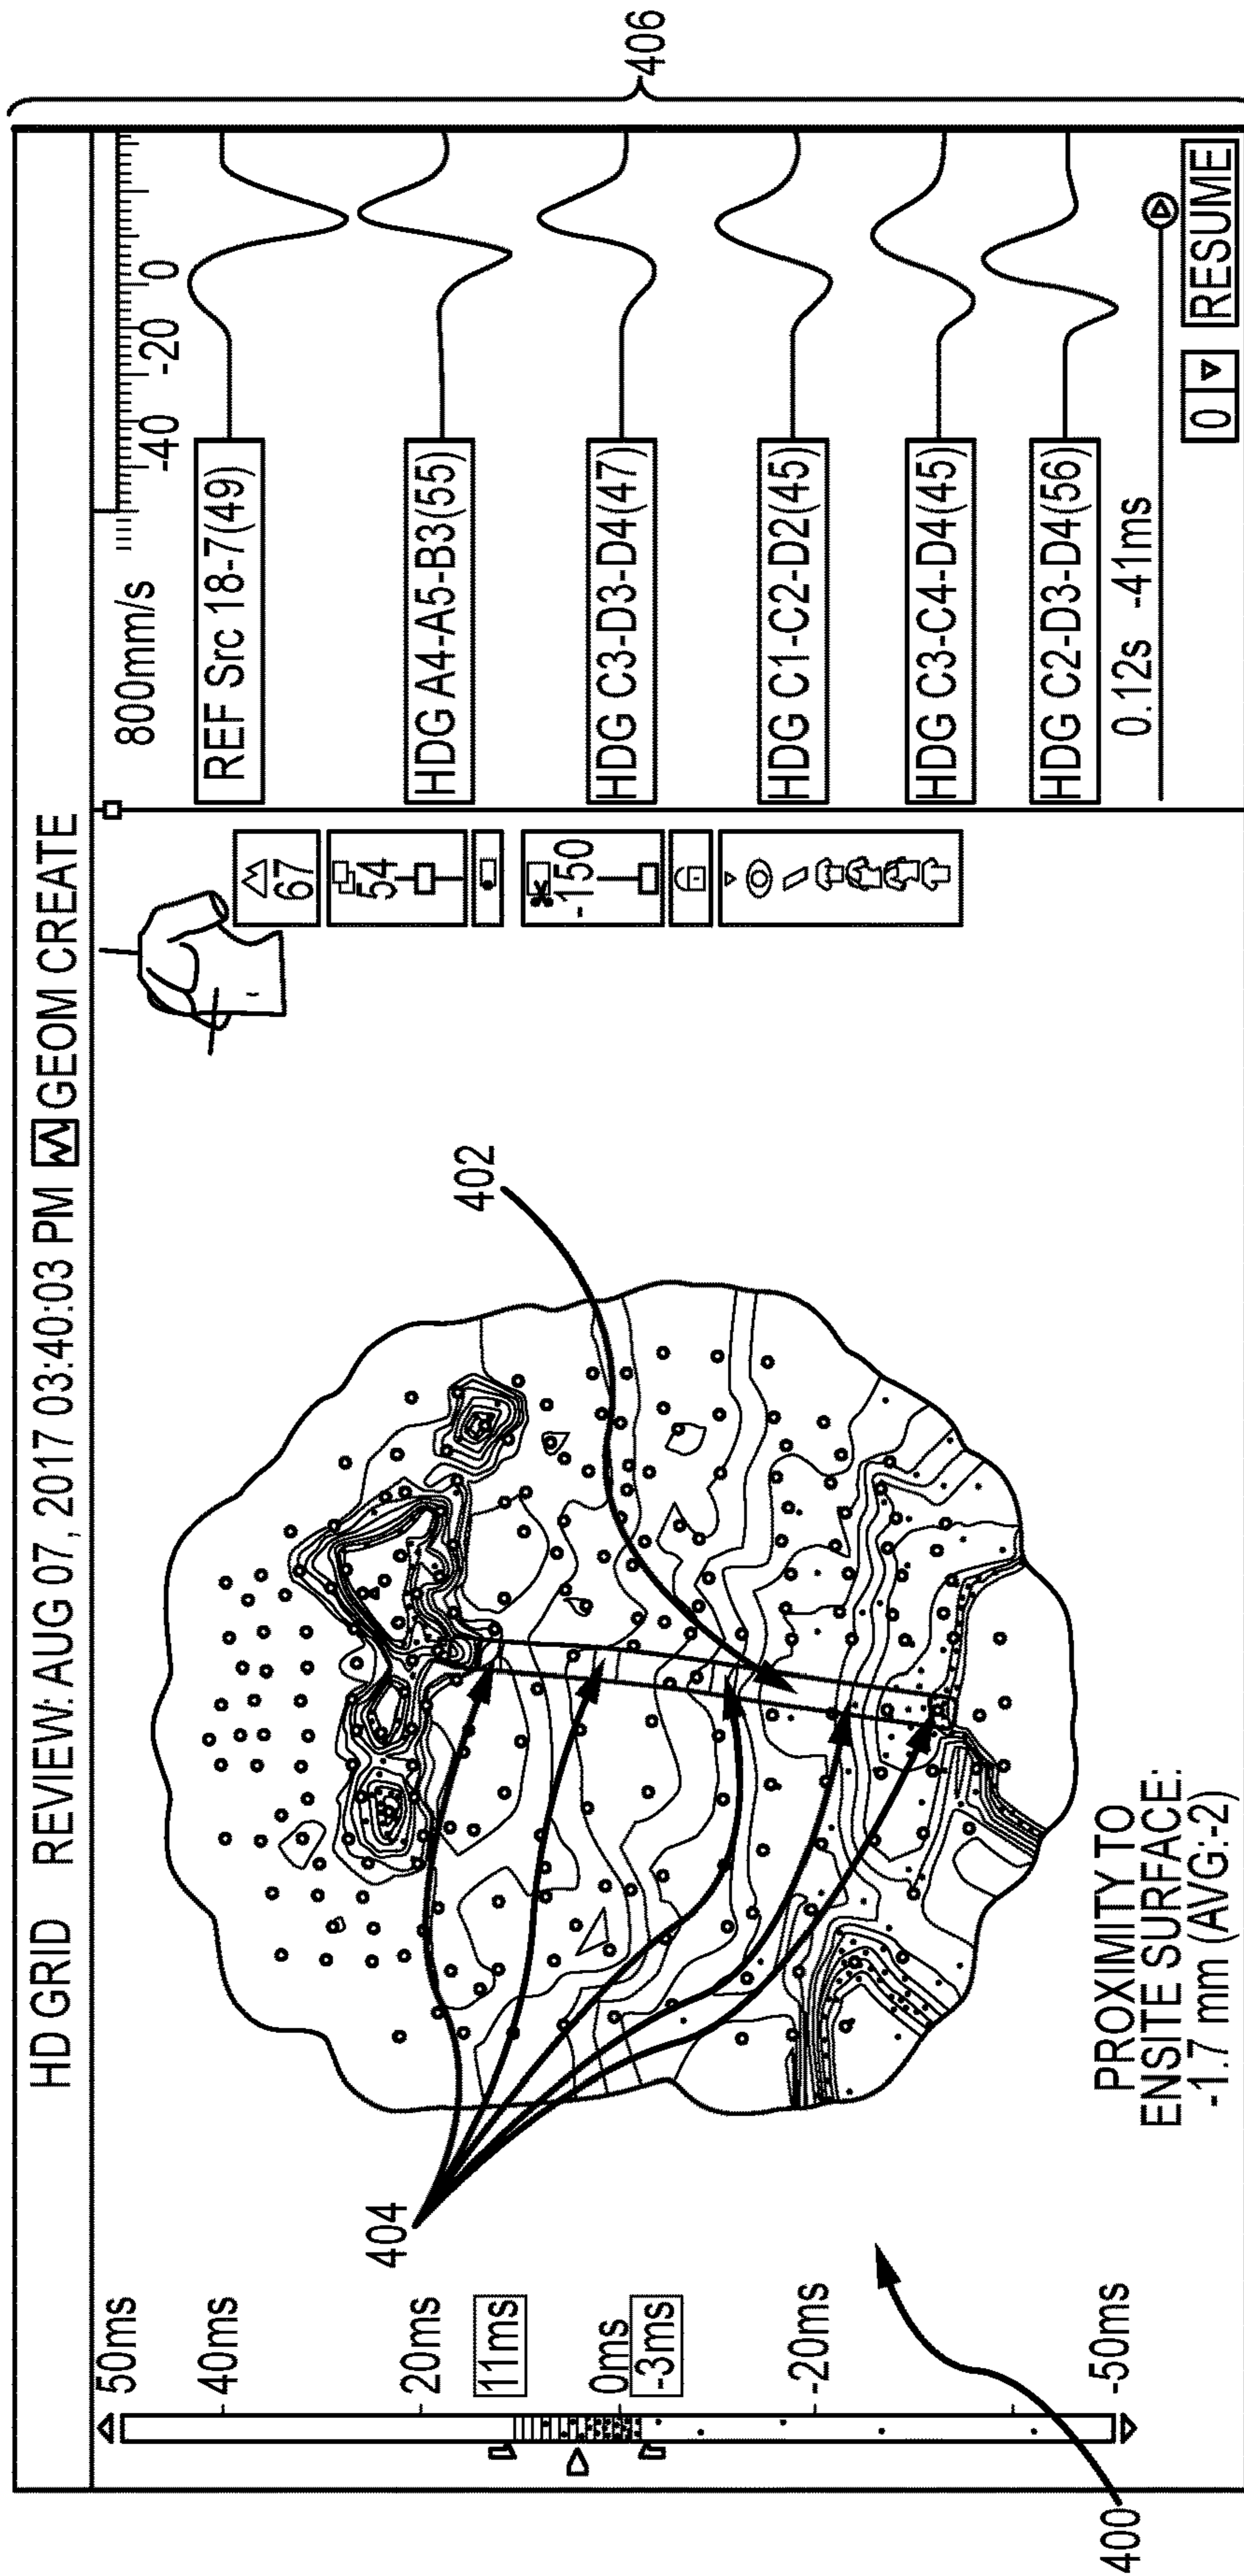 HD GRID REVIEW: AUG 07, 2017 03:40:03 PM GEOM CREATE
50ms
40ms
20ms
11ms
0ms
-3ms
-20ms
-50ms
400
404
402
PROXIMITY TO
ENSITE SURFACE:
-1.7 mm (AVG:-2)
67
54
-150
800mm/s
-40 -20 0
REF Src 18-7(49)
HDG A4-A5-B3(55)
HDG C3-D3-D4(47)
HDG C1-C2-D2(45)
HDG C3-C4-D4(45)
HDG C2-D3-D4(56)
0.12s -41ms
0 RESUME
406